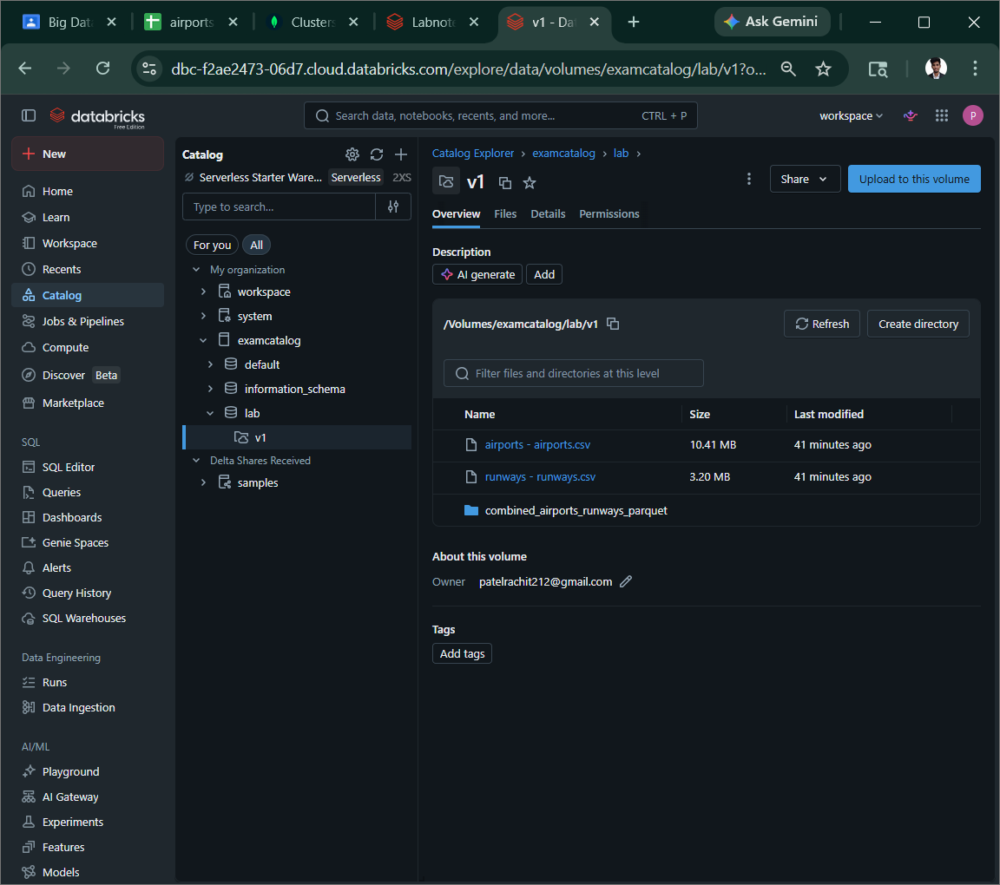 Big Dat
airports
Clusters
Labnote
v1 - Dat
Ask Gemini
dbc-f2ae2473-06d7.cloud.databricks.com/explore/data/volumes/examcatalog/lab/v1?o...
databricks
Free Edition
Search data, notebooks, recents, and more...
CTRL + P
workspace
P
New
Home
Learn
Workspace
Recents
Catalog
Jobs & Pipelines
Compute
Discover Beta
Marketplace
SQL
SQL Editor
Queries
Dashboards
Genie Spaces
Alerts
Query History
SQL Warehouses
Data Engineering
Runs
Data Ingestion
AI/ML
Playground
AI Gateway
Experiments
Features
Models
Catalog
Serverless Starter Ware... Serverless 2XS
Type to search...
For you All
My organization
workspace
system
examcatalog
default
information_schema
lab
v1
Delta Shares Received
samples
Catalog Explorer > examcatalog > lab >
v1
Share
Upload to this volume
Overview Files Details Permissions
Description
AI generate Add
/Volumes/examcatalog/lab/v1
Refresh Create directory
Filter files and directories at this level
Name Size Last modified
airports - airports.csv 10.41 MB 41 minutes ago
runways - runways.csv 3.20 MB 41 minutes ago
combined_airports_runways_parquet
About this volume
Owner patelrachit212@gmail.com
Tags
Add tags